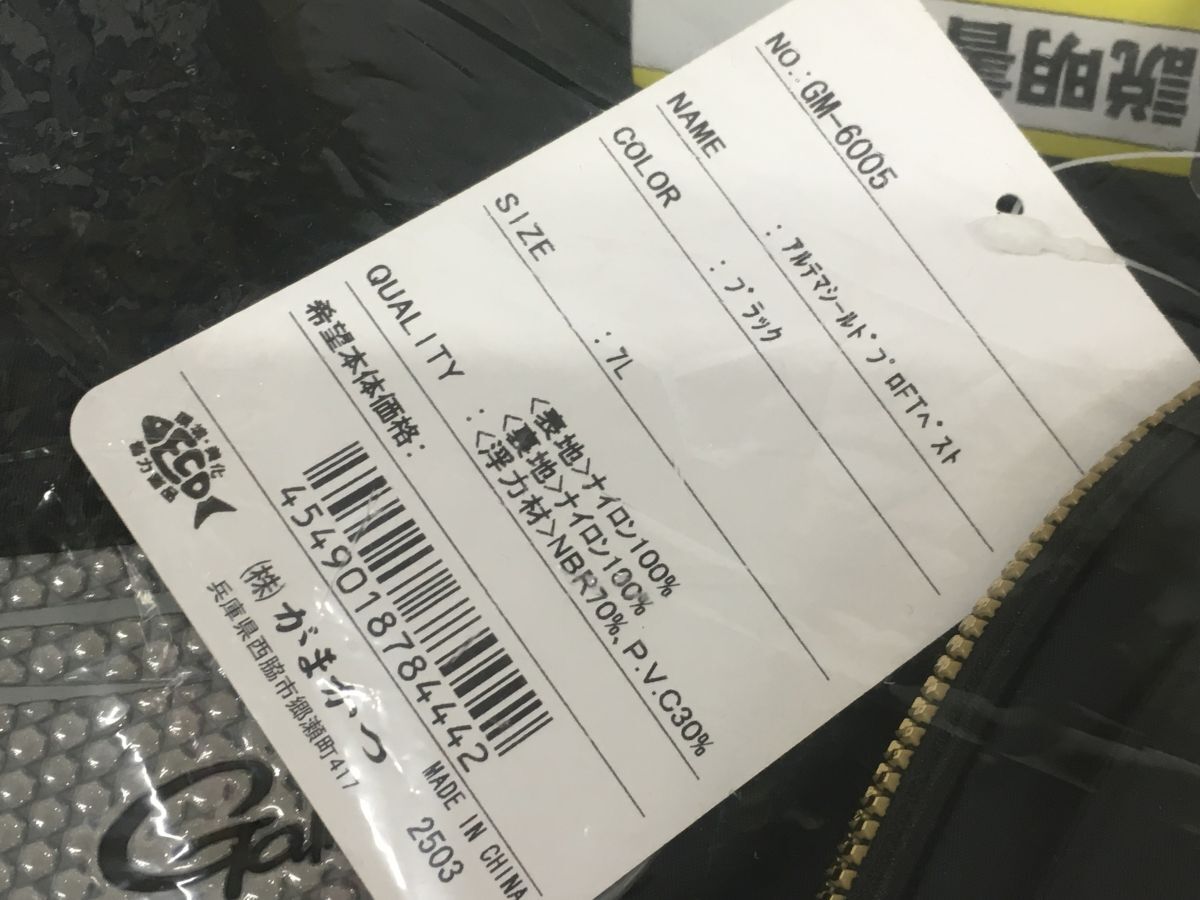 説明書
NO.:GM-6005
NAME :ｱﾙﾃﾏｼｰﾙﾄﾞﾌﾟﾛFTﾍﾞｽﾄ
COLOR :ﾌﾞﾗｯｸ
SIZE :7L
QUALITY :<表地>ナイロン100%
<裏地>ナイロン100%
<浮力材>NBR70%、P.V.C30%
希望本体価格:
4549018784442
ECO
(株)がまかつ
MADE IN CHINA
兵庫県西脇市郷瀬町417
2503